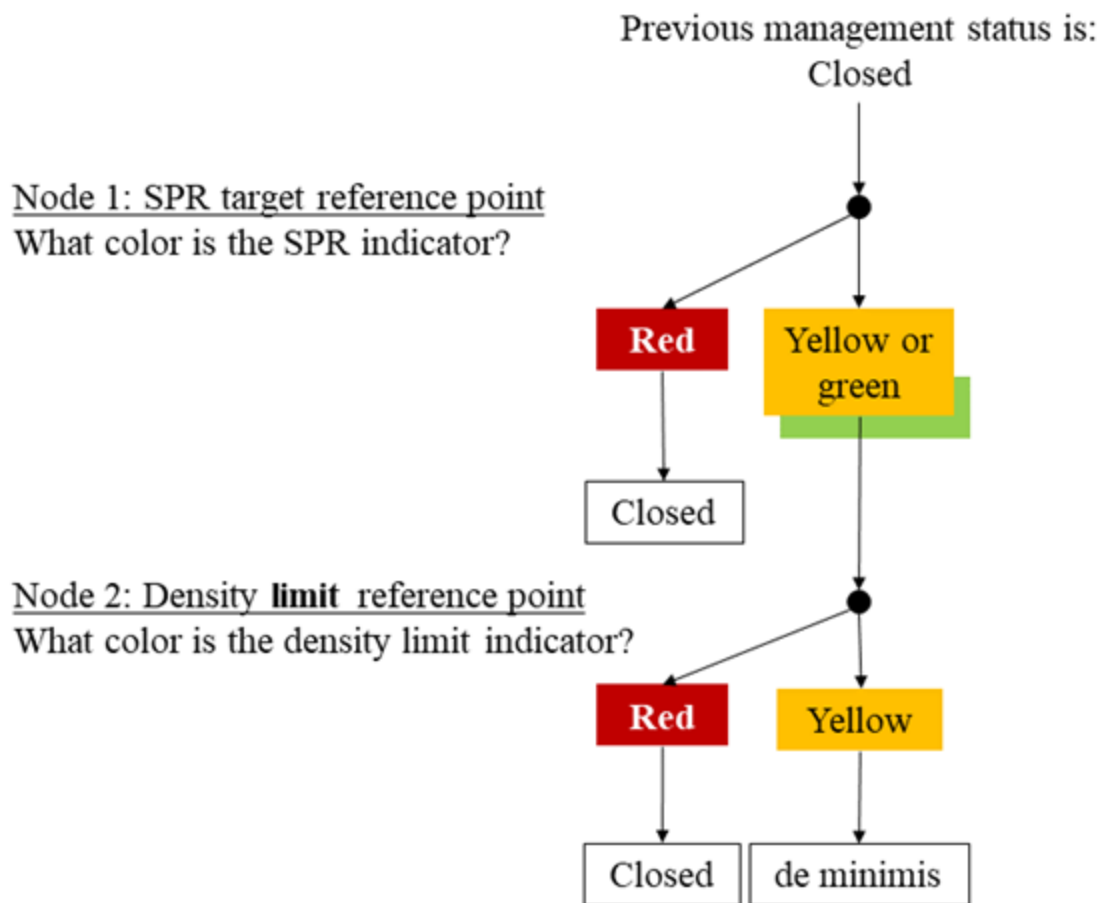 Previous management status is:
Closed
Node 1: SPR target reference point
What color is the SPR indicator?
Red
Yellow or
green
Closed
Node 2: Density limit reference point
What color is the density limit indicator?
Red
Yellow
Closed
de minimis